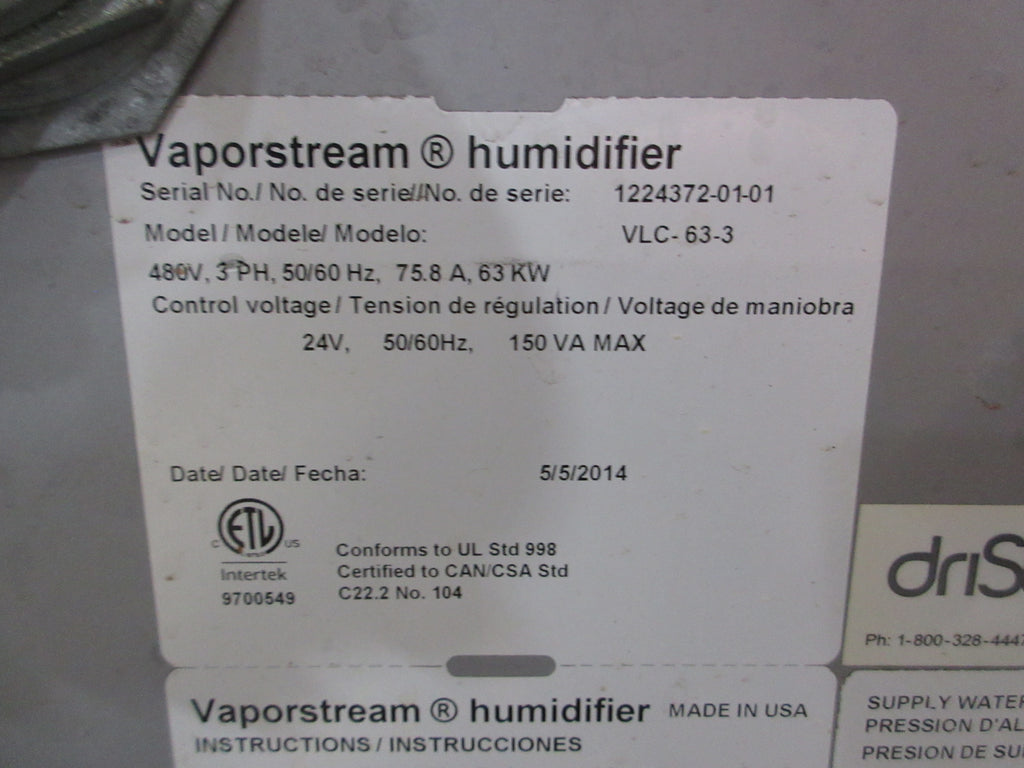 Vaporstream ® humidifier
Serial No./ No. de serie//No. de serie: 1224372-01-01
Model / Modele/ Modelo: VLC- 63-3
480V, 3 PH, 50/60 Hz, 75.8 A, 63 KW
Control voltage / Tension de régulation / Voltage de maniobra
24V, 50/60Hz, 150 VA MAX
Date/ Date/ Fecha: 5/5/2014
C ETL US
Intertek
9700549
Conforms to UL Std 998
Certified to CAN/CSA Std
C22.2 No. 104
driS
Ph: 1-800-328-4447
Vaporstream ® humidifier MADE IN USA
INSTRUCTIONS / INSTRUCCIONES
SUPPLY WATER
PRESSION D'AL
PRESION DE SU